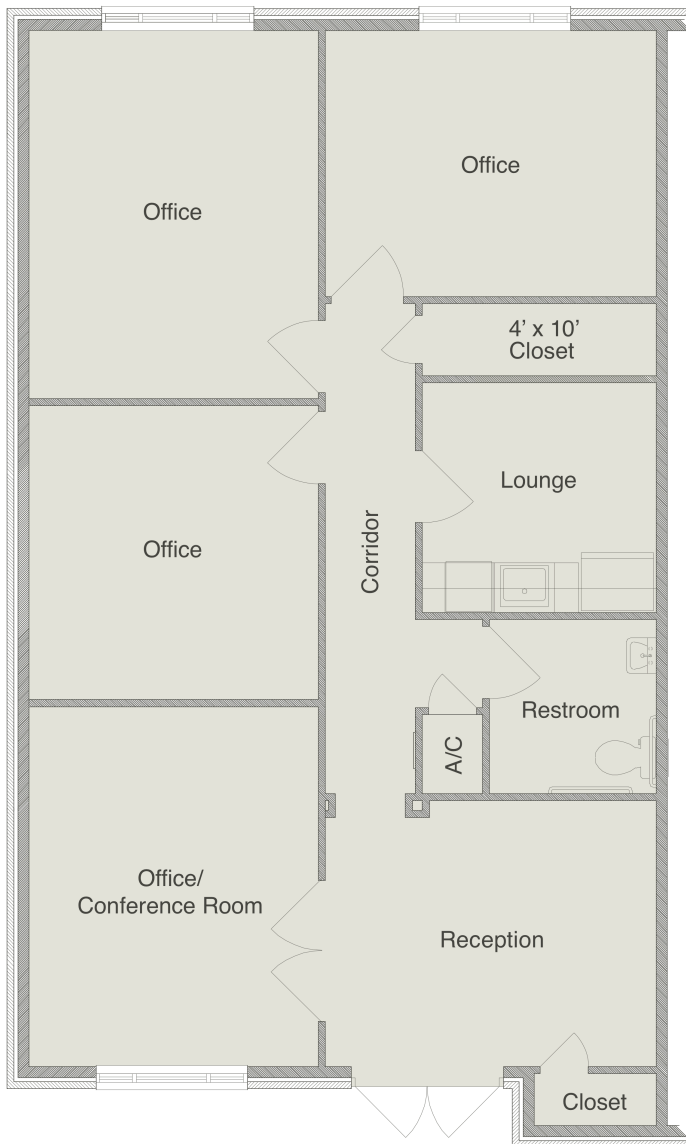 Office
Office
4’ x 10’
Closet
Lounge
Corridor
Office
Restroom
A/C
Office/
Conference Room
Reception
Closet